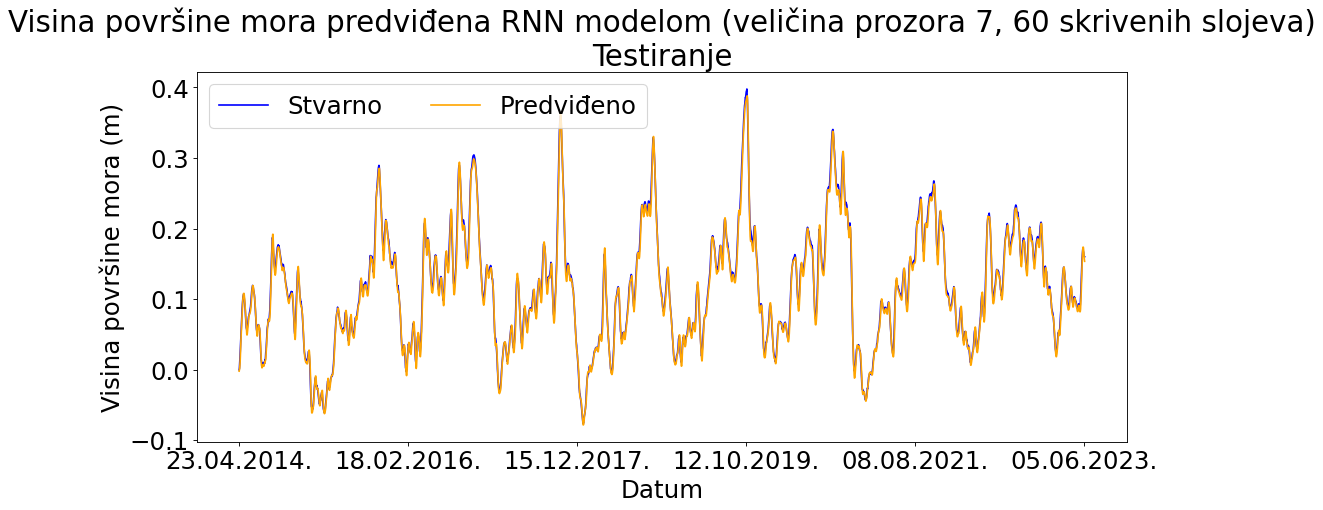 Visina površine mora predviđena RNN modelom (veličina prozora 7, 60 skrivenih slojeva)
Testiranje
Stvarno
Predviđeno
Visina površine mora (m)
0.4
0.3
0.2
0.1
0.0
−0.1
23.04.2014.
18.02.2016.
15.12.2017.
12.10.2019.
08.08.2021.
05.06.2023.
Datum